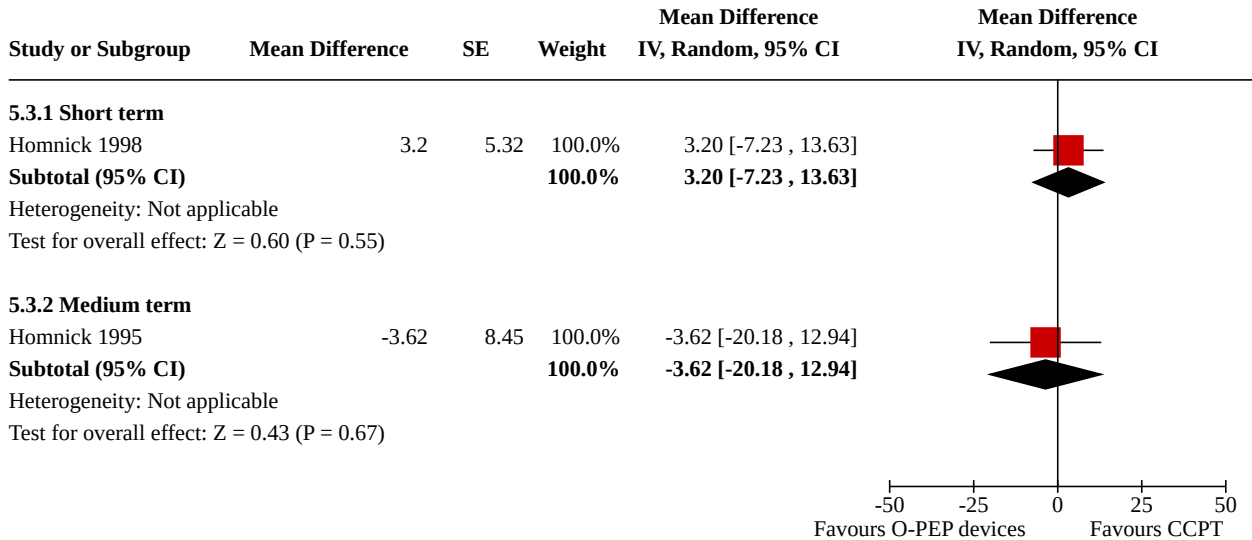 Mean Difference Mean Difference
Study or Subgroup Mean Difference SE Weight IV, Random, 95% CI IV, Random, 95% CI
5.3.1 Short term
Homnick 1998 3.2 5.32 100.0% 3.20 [-7.23 , 13.63]
Subtotal (95% CI) 100.0% 3.20 [-7.23 , 13.63]
Heterogeneity: Not applicable
Test for overall effect: Z = 0.60 (P = 0.55)
5.3.2 Medium term
Homnick 1995 -3.62 8.45 100.0% -3.62 [-20.18 , 12.94]
Subtotal (95% CI) 100.0% -3.62 [-20.18 , 12.94]
Heterogeneity: Not applicable
Test for overall effect: Z = 0.43 (P = 0.67)
-50 -25 0 25 50
Favours O-PEP devices Favours CCPT